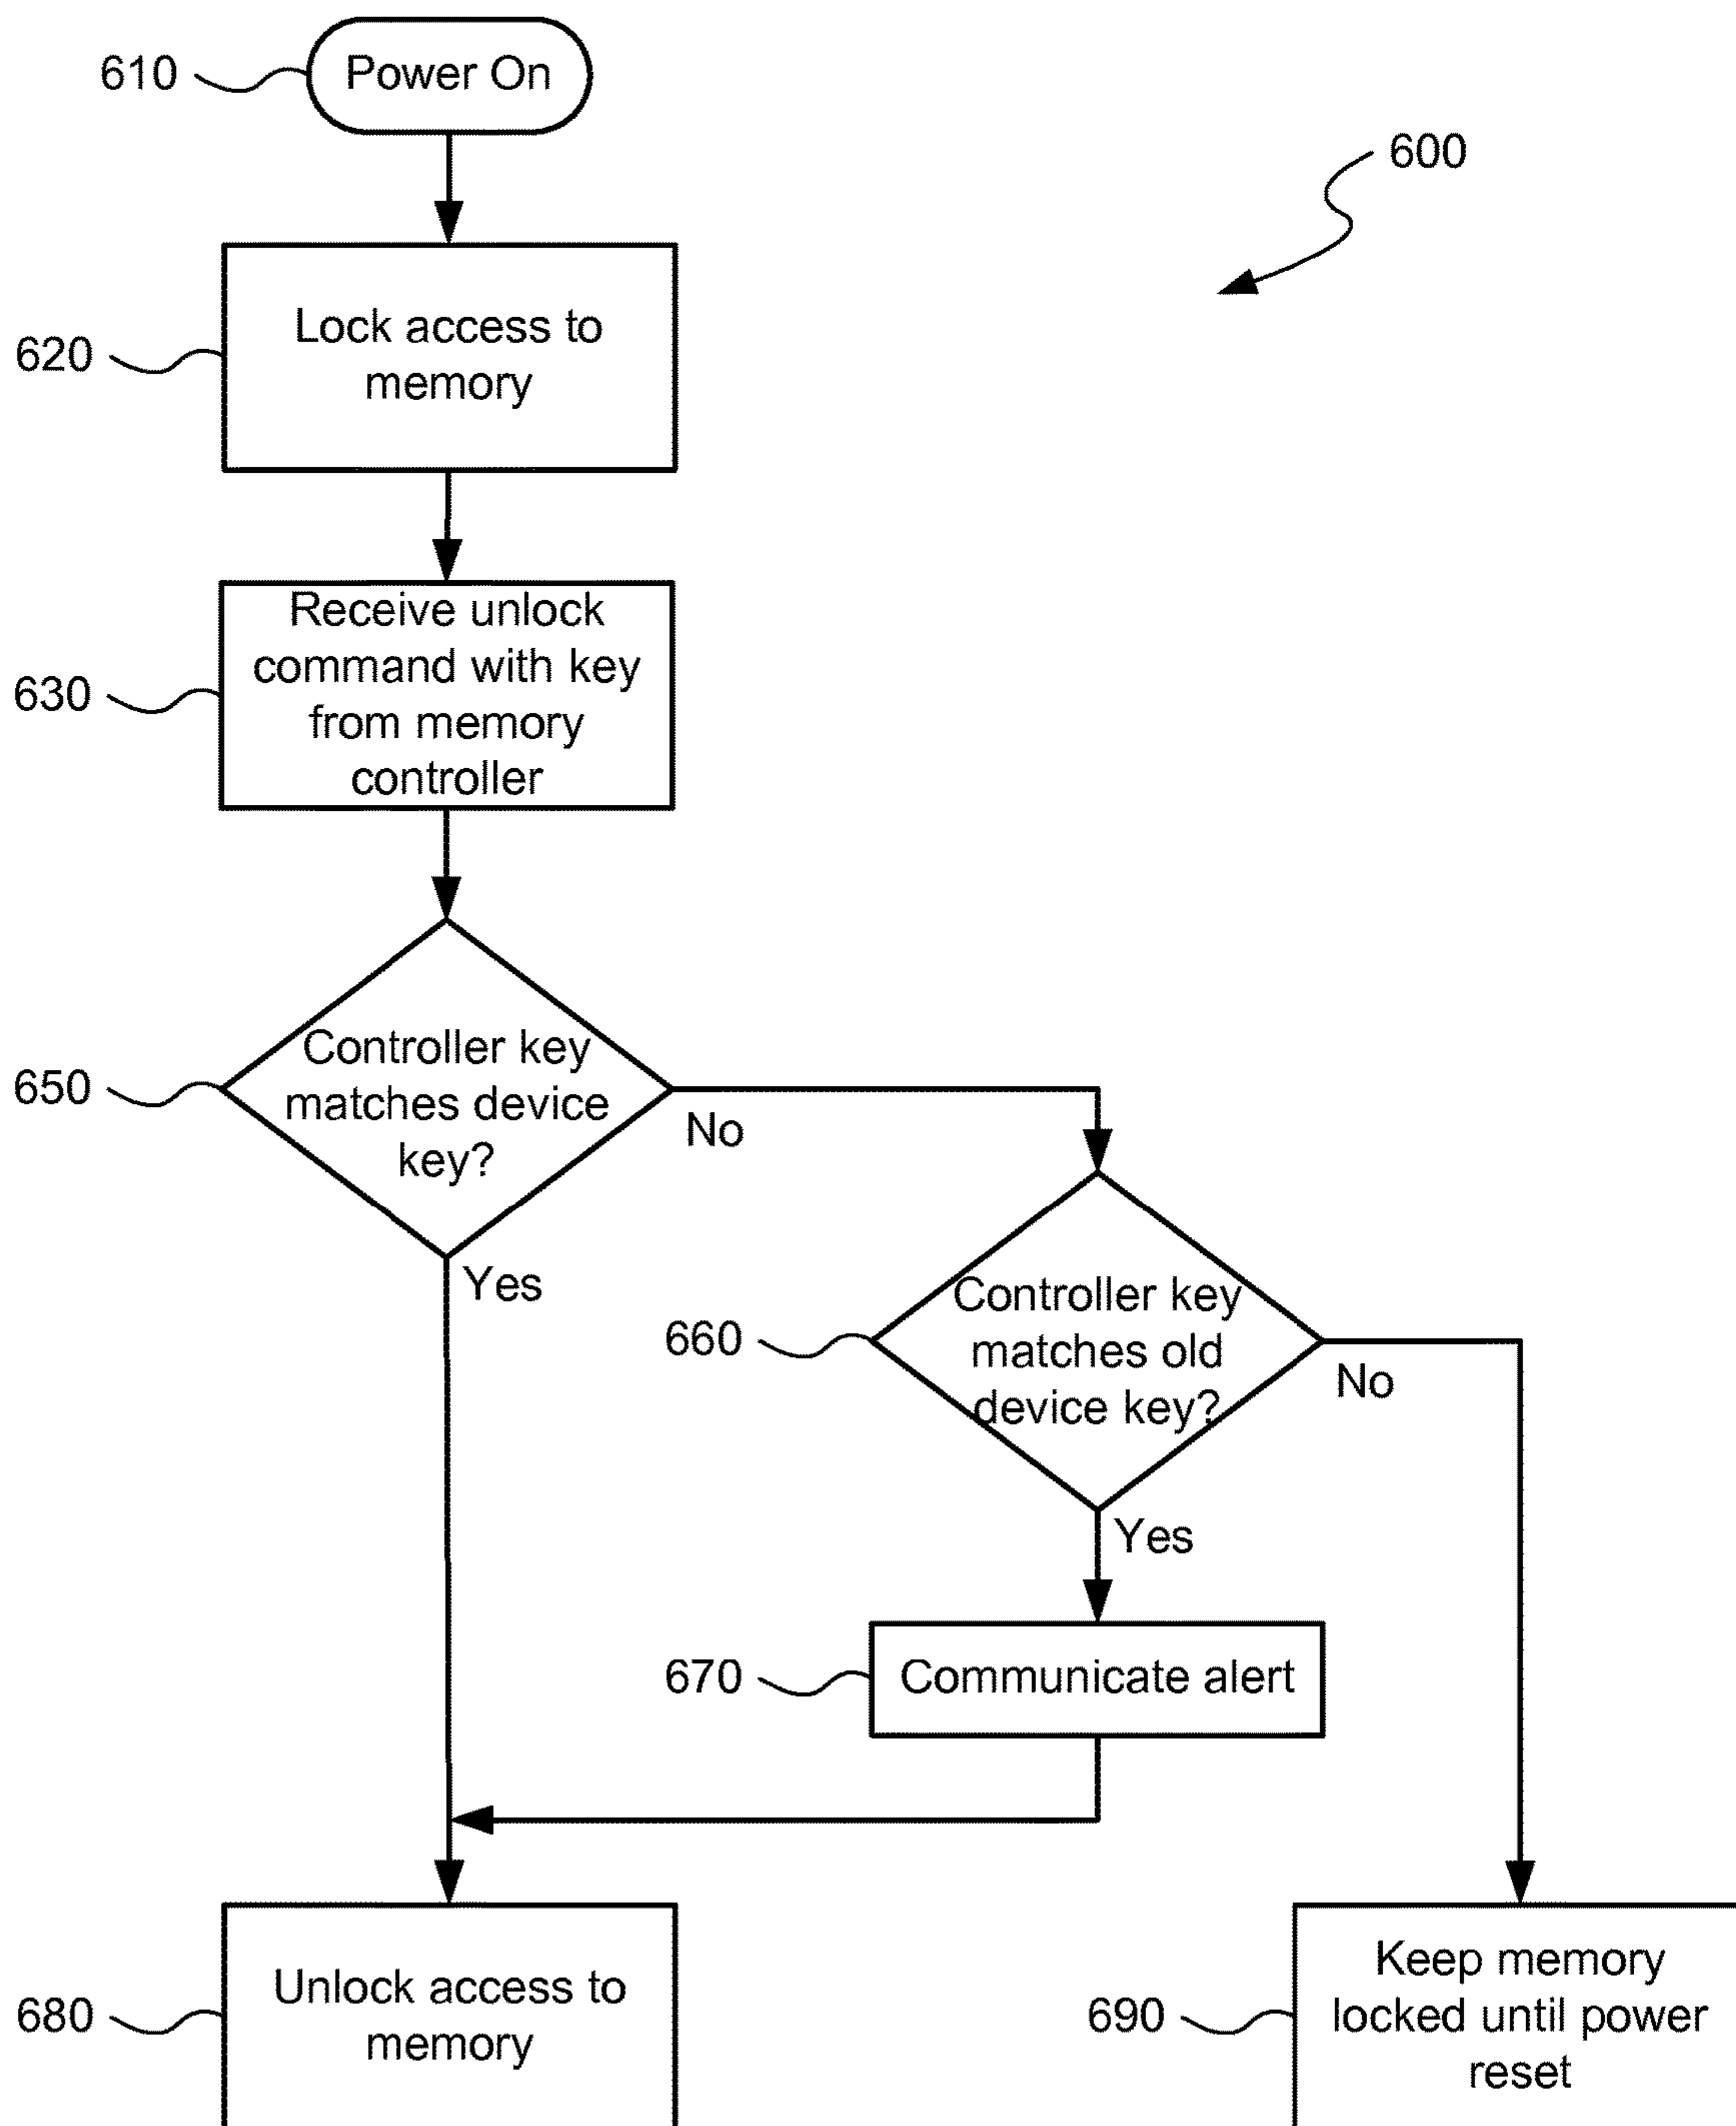 610
Power On
600
620
Lock access to
memory
630
Receive unlock
command with key
from memory
controller
650
Controller key
matches device
key?
No
Yes
660
Controller key
matches old
device key?
No
Yes
670
Communicate alert
680
Unlock access to
memory
690
Keep memory
locked until power
reset